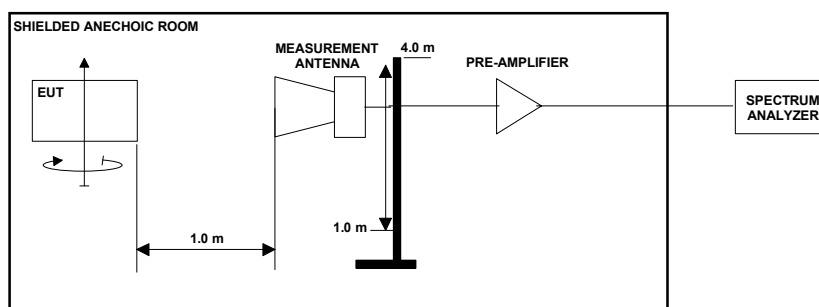 SHIELDED ANECHOIC ROOM
MEASUREMENT
ANTENNA
4.0 m
PRE-AMPLIFIER
EUT
SPECTRUM
ANALYZER
1.0 m
1.0 m